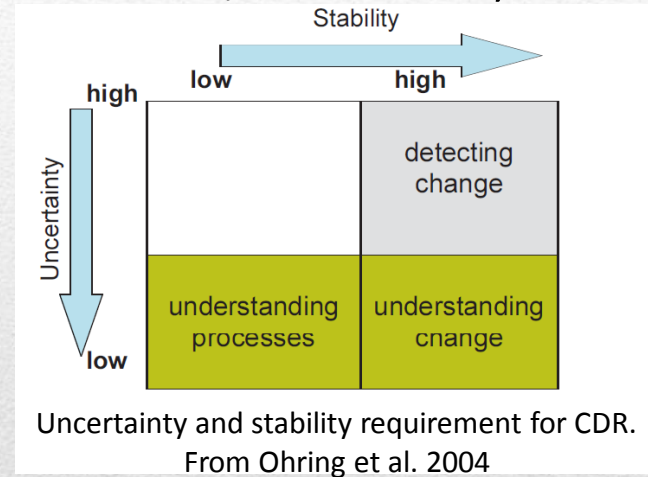 Stability
low
high
high
Uncertainty
low
detecting
change
understanding
processes
understanding
cnange
Uncertainty and stability requirement for CDR.
From Ohring et al. 2004